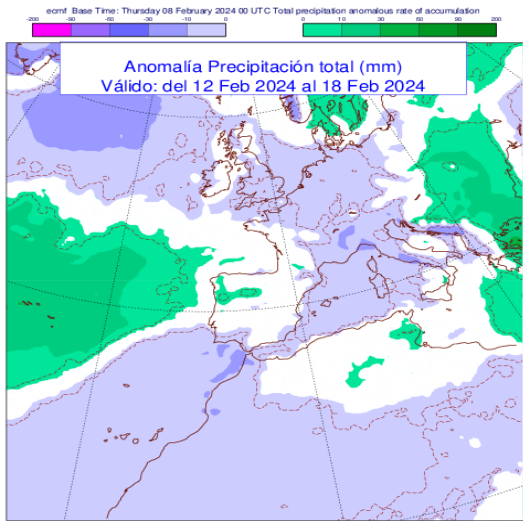 ecmf Base Time: Thursday 08 February 2024 00 UTC Total precipitation anomalous rate of accumulation
-200 -90 -60 -30 -10 0 0 10 30 60 90 200
Anomalía Precipitación total (mm)
Válido: del 12 Feb 2024 al 18 Feb 2024